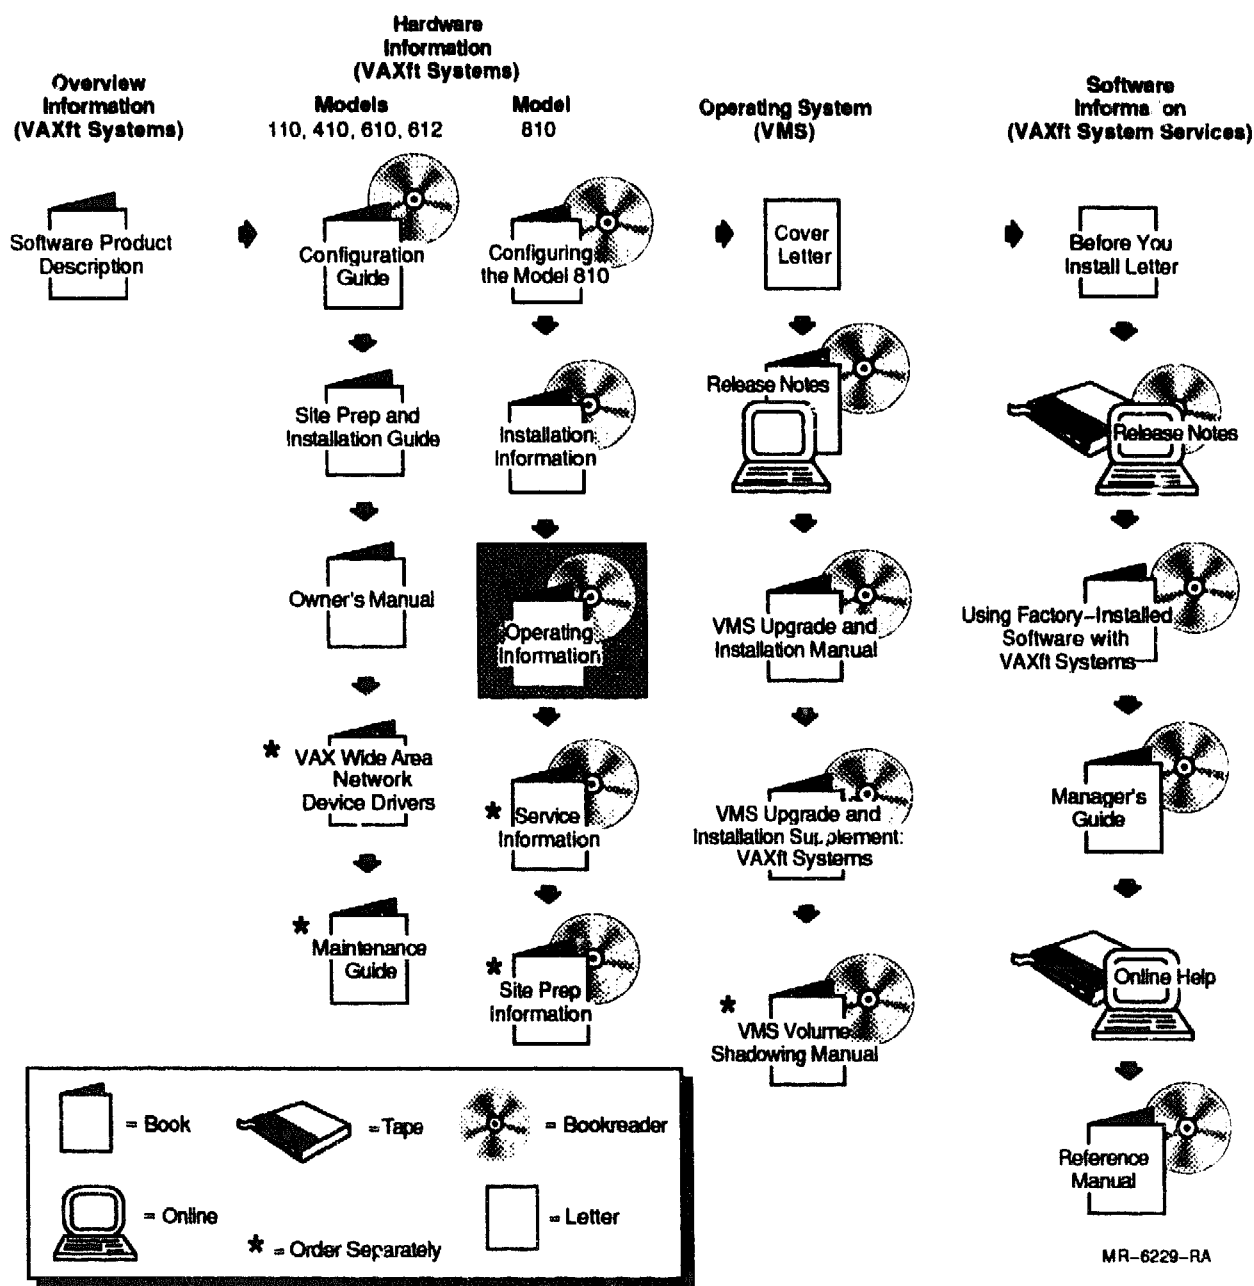 Overview
Information
(VAXft Systems)
Hardware
Information
(VAXft Systems)
Models
110, 410, 610, 612
Model
810
Operating System
(VMS)
Software
Informa on
(VAXft System Services)
Software Product
Description
Configuration
Guide
Site Prep and
Installation Guide
Owner's Manual
* VAX Wide Area
Network
Device Drivers
* Maintenance
Guide
Configuring
the Model 810
Installation
Information
Operating
Information
* Service
Information
* Site Prep
Information
Cover
Letter
Release Notes
VMS Upgrade and
Installation Manual
VMS Upgrade and
Installation Supplement:
VAXft Systems
* VMS Volume
Shadowing Manual
Before You
Install Letter
Release Notes
Using Factory-Installed
Software with
VAXft Systems
Manager's
Guide
Online Help
Reference
Manual
= Book
= Tape
= Bookreader
= Online
* = Order Separately
= Letter
MR-6229-RA